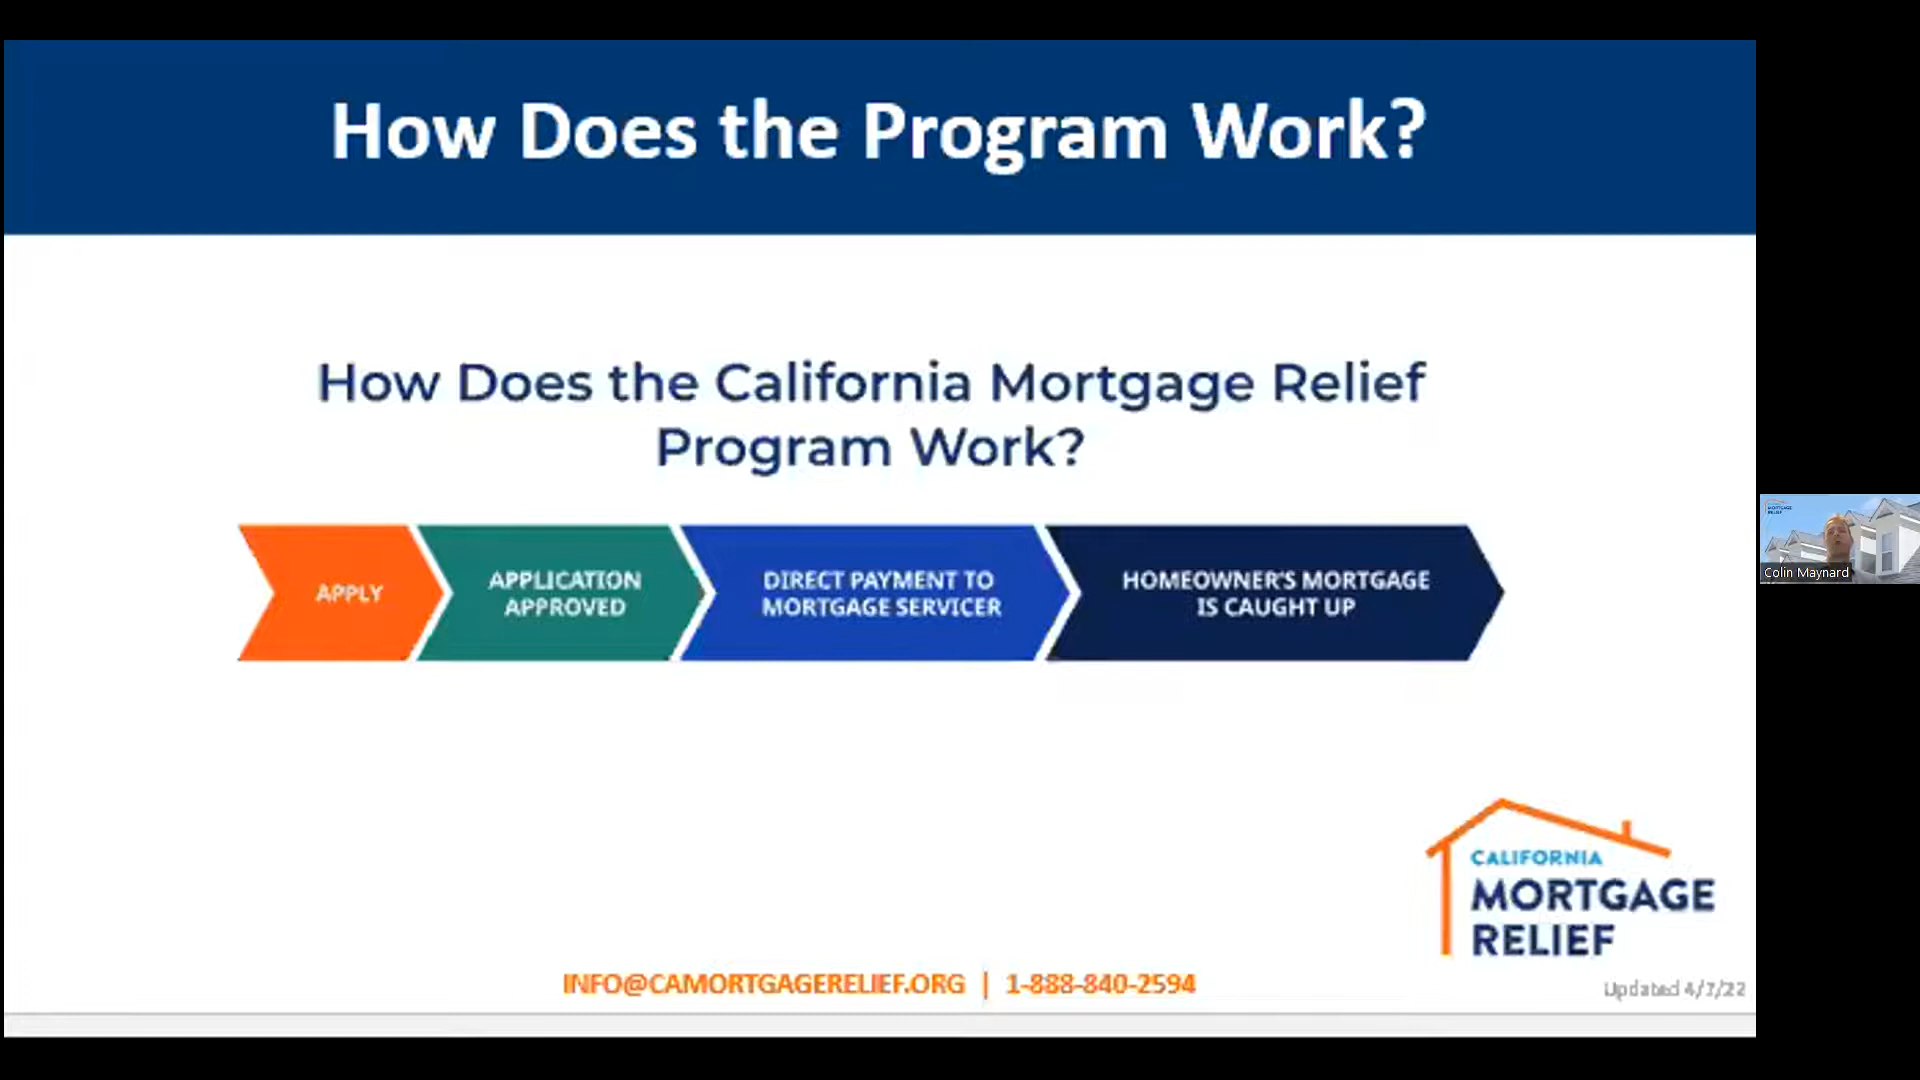 How Does the Program Work?
How Does the California Mortgage Relief
Program Work?
APPLY
APPLICATION
APPROVED
DIRECT PAYMENT TO
MORTGAGE SERVICER
HOMEOWNER'S MORTGAGE
IS CAUGHT UP
CALIFORNIA
MORTGAGE
RELIEF
INFO@CAMORTGAGERELIEF.ORG | 1-888-840-2594
Updated 4/7/22
MORTGAGE
RELIEF
Colin Maynard